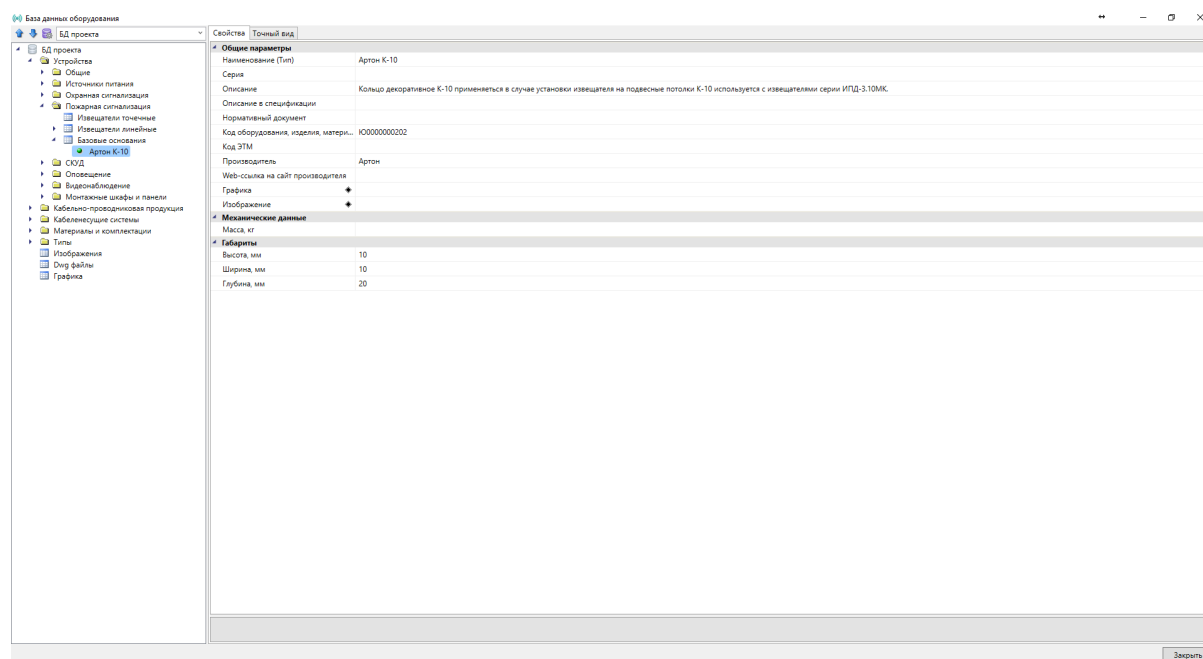 База данных оборудования
БД проекта
БД проекта
Устройства
Общие
Источники питания
Охранная сигнализация
Пожарная сигнализация
Извещатели точечные
Извещатели линейные
Базовые основания
Артон К-10
СКУД
Оповещение
Видеонаблюдение
Монтажные шкафы и панели
Кабельно-проводниковая продукция
Кабеленесущие системы
Материалы и комплектации
Типы
Изображения
Dwg файлы
Графика
Свойства Точный вид
Общие параметры
Наименование (Тип) Артон К-10
Серия
Описание Кольцо декоративное К-10 применяеться в случае установки извещателя на подвесные потолки К-10 используется с извещателями серии ИПД-3.10МК.
Описание в спецификации
Нормативный документ
Код оборудования, изделия, матери... Ю0000000202
Код ЭТМ
Производитель Артон
Web-ссылка на сайт производителя
Графика
Изображение
Механические данные
Масса, кг
Габариты
Высота, мм 10
Ширина, мм 10
Глубина, мм 20
Закрыть